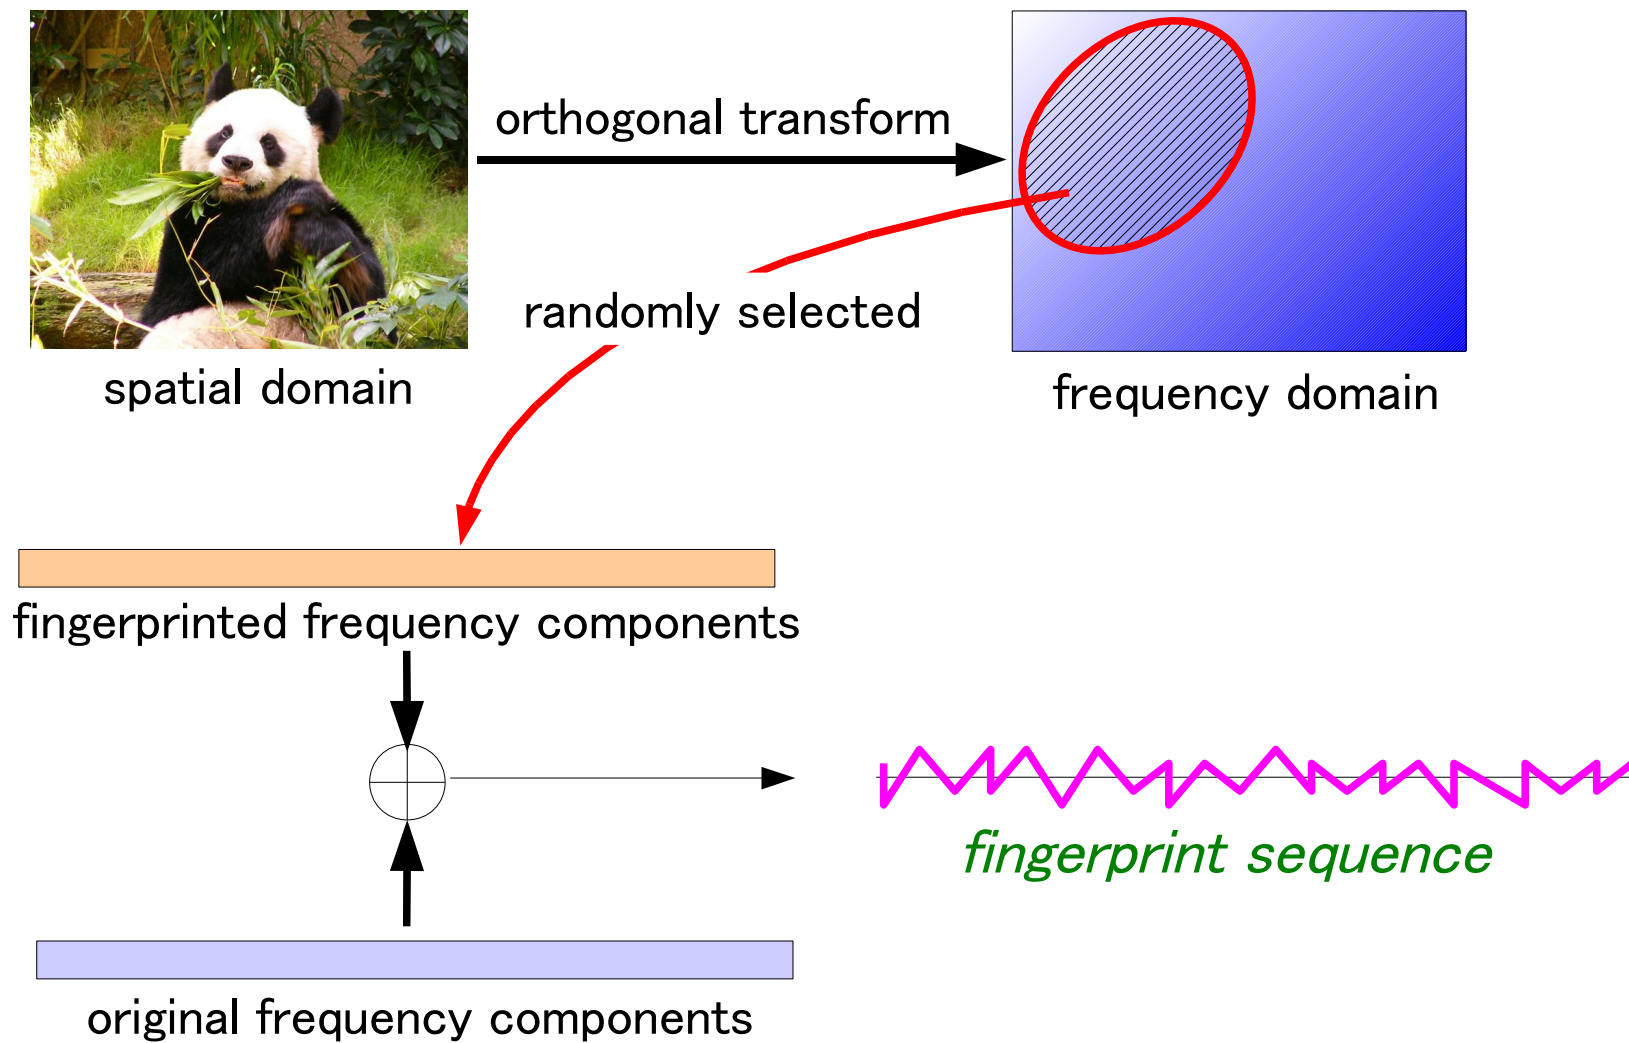 orthogonal transform
randomly selected
spatial domain
frequency domain
fingerprinted frequency components
fingerprint sequence
original frequency components